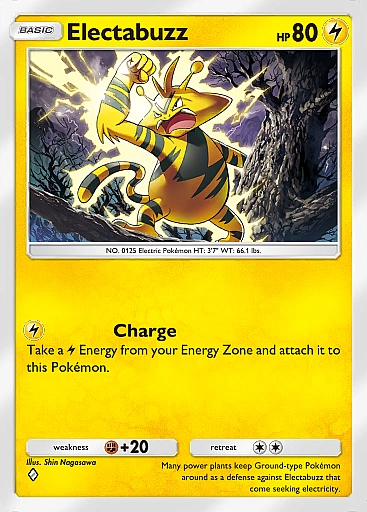 BASIC Electabuzz HP 80
NO. 0125 Electric Pokémon HT: 3'7" WT: 66.1 lbs.
Charge
Take a Energy from your Energy Zone and attach it to
this Pokémon.
weakness +20 retreat
Illus. Shin Nagasawa
Many power plants keep Ground-type Pokémon
around as a defense against Electabuzz that
come seeking electricity.